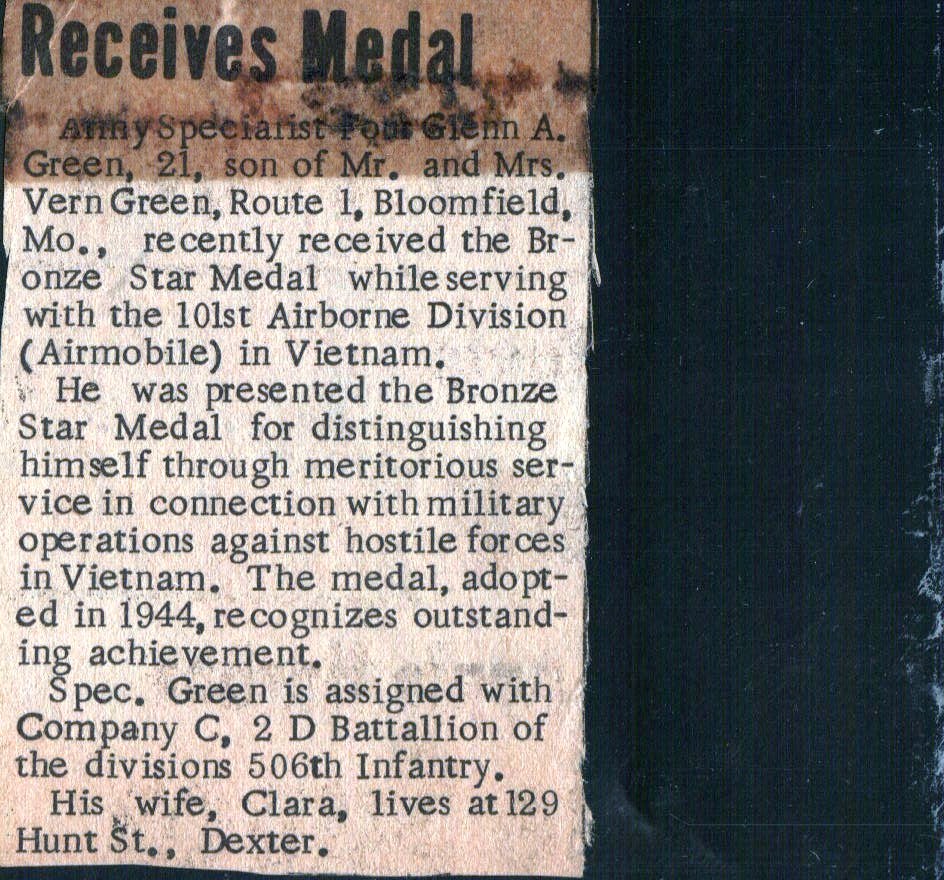 Receives Medal
Army Specialist Four Glenn A.
Green, 21, son of Mr. and Mrs.
Vern Green, Route 1, Bloomfield,
Mo., recently received the Br-
onze Star Medal while serving
with the 101st Airborne Division
(Airmobile) in Vietnam.
He was presented the Bronze
Star Medal for distinguishing
himself through meritorious ser-
vice in connection with military
operations against hostile forces
in Vietnam. The medal, adopt-
ed in 1944, recognizes outstand-
ing achievement.
Spec. Green is assigned with
Company C, 2 D Battallion of
the divisions 506th Infantry.
His wife, Clara, lives at 129
Hunt St., Dexter.